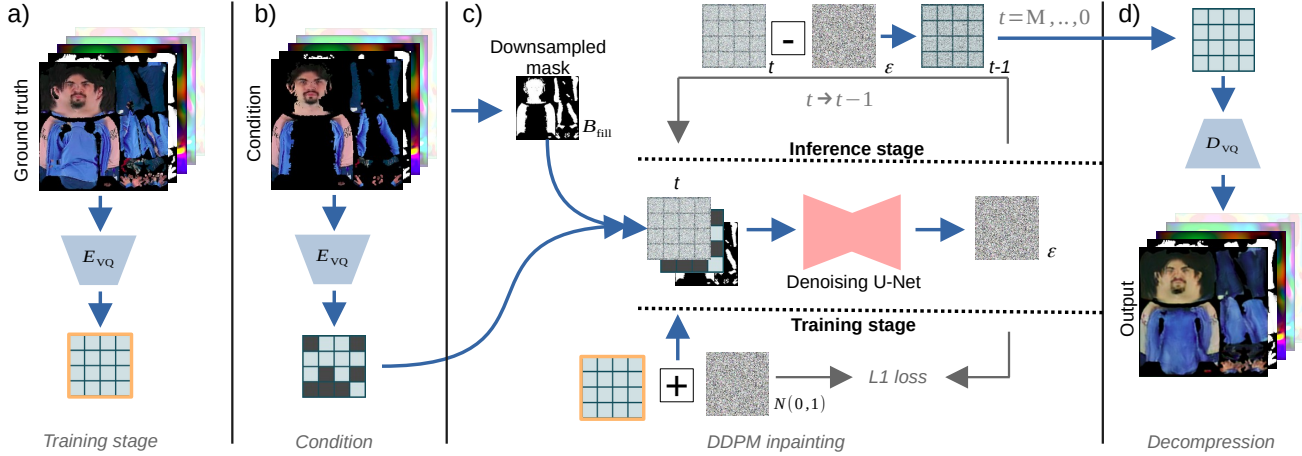 a)
Ground truth
E_VQ
Training stage
b)
Condition
E_VQ
Condition
c)
Downsampled
mask
B_fill
t
-
ε
t-1
t=M,..,0
t→t−1
Inference stage
t
Denoising U-Net
ε
Training stage
+
N(0,1)
L1 loss
DDPM inpainting
d)
D_VQ
Output
Decompression